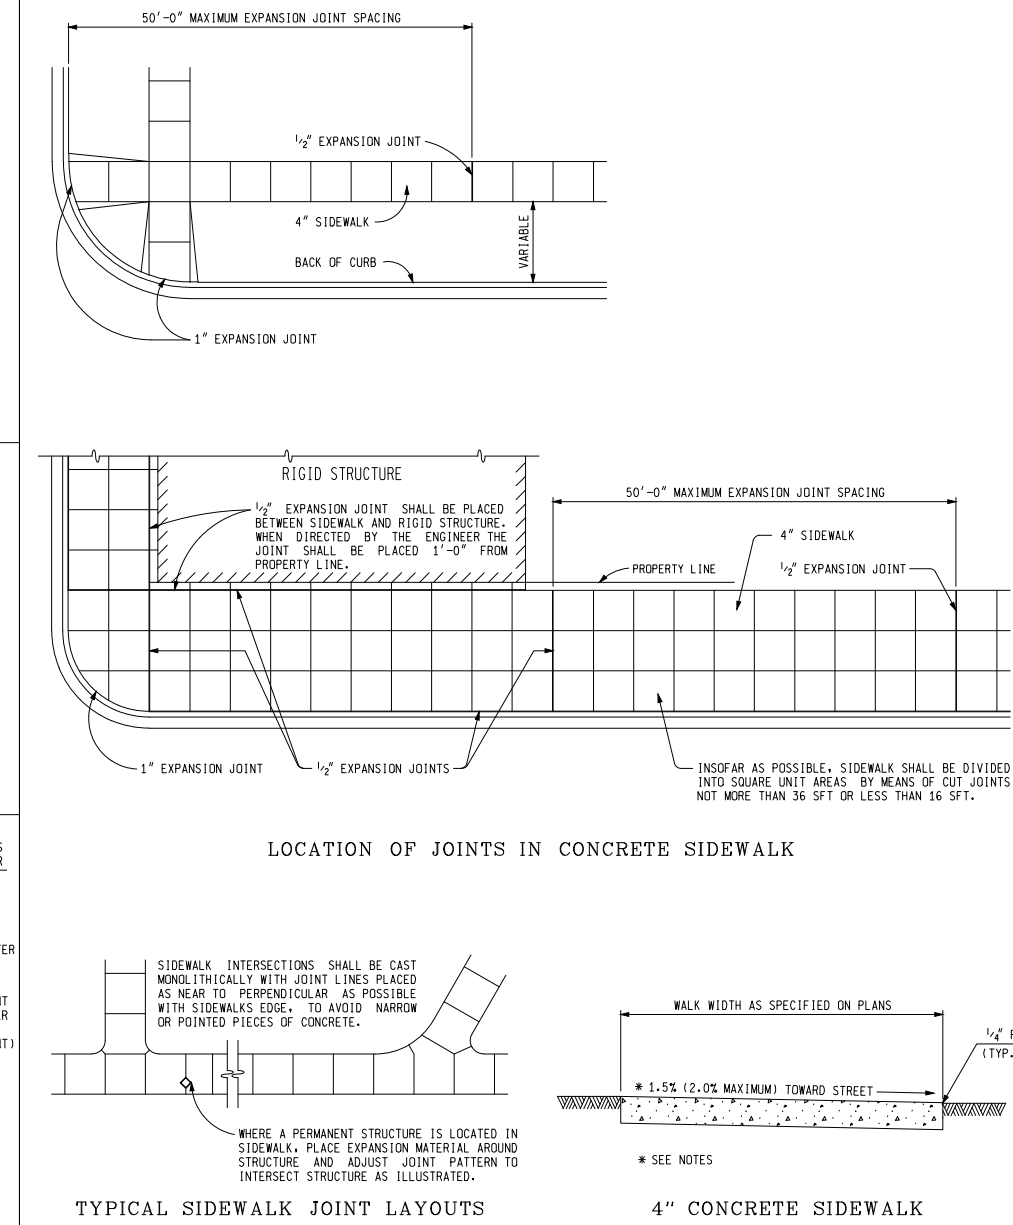 50'-0" MAXIMUM EXPANSION JOINT SPACING
1/2" EXPANSION JOINT
4" SIDEWALK
VARIABLE
BACK OF CURB
1" EXPANSION JOINT
RIGID STRUCTURE
1/2" EXPANSION JOINT SHALL BE PLACED
BETWEEN SIDEWALK AND RIGID STRUCTURE.
WHEN DIRECTED BY THE ENGINEER THE
JOINT SHALL BE PLACED 1'-0" FROM
PROPERTY LINE.
50'-0" MAXIMUM EXPANSION JOINT SPACING
4" SIDEWALK
PROPERTY LINE
1/2" EXPANSION JOINT
1" EXPANSION JOINT
1/2" EXPANSION JOINTS
INSOFAR AS POSSIBLE, SIDEWALK SHALL BE DIVIDED
INTO SQUARE UNIT AREAS BY MEANS OF CUT JOINTS
NOT MORE THAN 36 SFT OR LESS THAN 16 SFT.
LOCATION OF JOINTS IN CONCRETE SIDEWALK
SIDEWALK INTERSECTIONS SHALL BE CAST
MONOLITHICALLY WITH JOINT LINES PLACED
AS NEAR TO PERPENDICULAR AS POSSIBLE
WITH SIDEWALKS EDGE, TO AVOID NARROW
OR POINTED PIECES OF CONCRETE.
WHERE A PERMANENT STRUCTURE IS LOCATED IN
SIDEWALK, PLACE EXPANSION MATERIAL AROUND
STRUCTURE AND ADJUST JOINT PATTERN TO
INTERSECT STRUCTURE AS ILLUSTRATED.
TYPICAL SIDEWALK JOINT LAYOUTS
WALK WIDTH AS SPECIFIED ON PLANS
1/4" R
(TYP.
* 1.5% (2.0% MAXIMUM) TOWARD STREET
* SEE NOTES
4" CONCRETE SIDEWALK